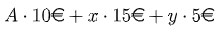 A · 10€ + x · 15€ + y · 5€